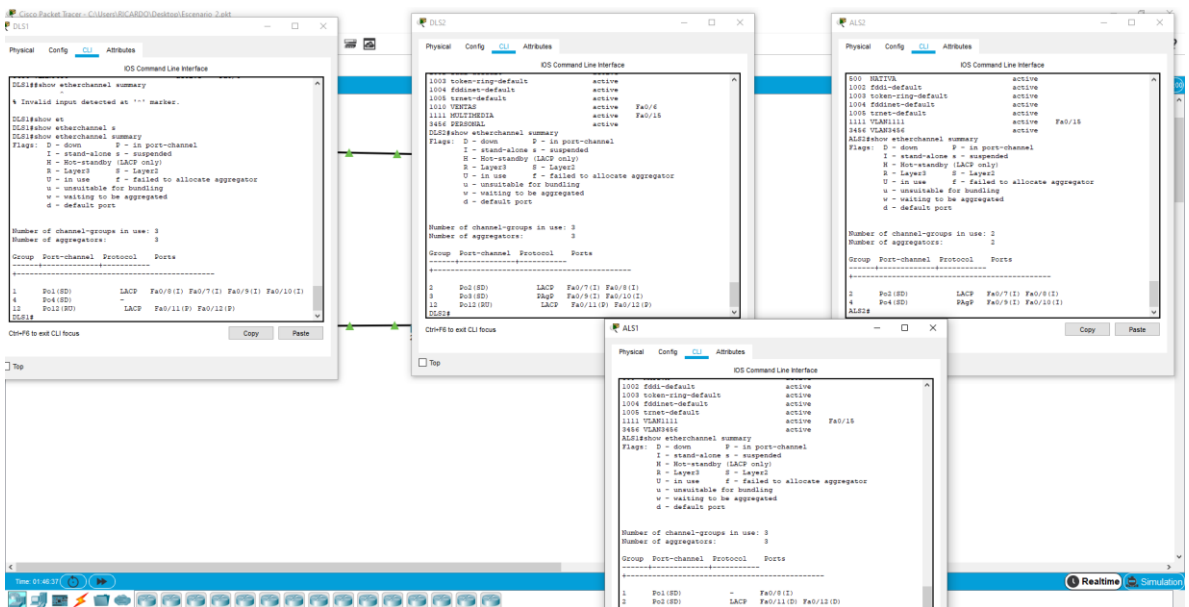 Cisco Packet Tracer - C:\Users\RICARDO\Desktop\Escenario 2.pkt
DLS1
Physical Config CLI Attributes
IOS Command Line Interface
DLS1#show etherchannel summary
^
% Invalid input detected at '^' marker.
DLS1#show et
DLS1#show etherchannel s
DLS1#show etherchannel summary
Flags: D - down P - in port-channel
I - stand-alone s - suspended
H - Hot-standby (LACP only)
R - Layer3 S - Layer2
U - in use f - failed to allocate aggregator
u - unsuitable for bundling
w - waiting to be aggregated
d - default port
Number of channel-groups in use: 3
Number of aggregators: 3
Group Port-channel Protocol Ports
------+-------------+-----------+
+----------------------------------------------
1 Po1(SD) LACP Fa0/8(I) Fa0/7(I) Fa0/9(I) Fa0/10(I)
4 Po4(SD) -
12 Po12(RU) LACP Fa0/11(P) Fa0/12(P)
DLS1#
Ctrl+F6 to exit CLI focus
Copy Paste
Top
DLS2
Physical Config CLI Attributes
IOS Command Line Interface
1003 token-ring-default active
1004 fddinet-default active
1005 trnet-default active
1010 VENTAS active Fa0/6
1111 MULTIMEDIA active Fa0/15
3456 PERSONAL active
DLS2#show etherchannel summary
Flags: D - down P - in port-channel
I - stand-alone s - suspended
H - Hot-standby (LACP only)
R - Layer3 S - Layer2
U - in use f - failed to allocate aggregator
u - unsuitable for bundling
w - waiting to be aggregated
d - default port
Number of channel-groups in use: 3
Number of aggregators: 3
Group Port-channel Protocol Ports
------+-------------+-----------+
+----------------------------------------------
2 Po2(SD) LACP Fa0/7(I) Fa0/8(I)
3 Po3(SD) PAgP Fa0/9(I) Fa0/10(I)
12 Po12(RU) LACP Fa0/11(P) Fa0/12(P)
DLS2#
Ctrl+F6 to exit CLI focus
Top
ALS2
Physical Config CLI Attributes
IOS Command Line Interface
500 NATIVA active
1002 fddi-default active
1003 token-ring-default active
1004 fddinet-default active
1005 trnet-default active
1111 VLAN1111 active Fa0/15
3456 VLAN3456 active
ALS2#show etherchannel summary
Flags: D - down P - in port-channel
I - stand-alone s - suspended
H - Hot-standby (LACP only)
R - Layer3 S - Layer2
U - in use f - failed to allocate aggregator
u - unsuitable for bundling
w - waiting to be aggregated
d - default port
Number of channel-groups in use: 2
Number of aggregators: 2
Group Port-channel Protocol Ports
------+-------------+-----------+
+----------------------------------------------
2 Po2(SD) LACP Fa0/7(I) Fa0/8(I)
4 Po4(SD) PAgP Fa0/9(I) Fa0/10(I)
ALS2#
Copy Paste
ALS1
Physical Config CLI Attributes
IOS Command Line Interface
1002 fddi-default active
1003 token-ring-default active
1004 fddinet-default active
1005 trnet-default active
1111 VLAN1111 active Fa0/15
3456 VLAN3456 active
ALS1#show etherchannel summary
Flags: D - down P - in port-channel
I - stand-alone s - suspended
H - Hot-standby (LACP only)
R - Layer3 S - Layer2
U - in use f - failed to allocate aggregator
u - unsuitable for bundling
w - waiting to be aggregated
d - default port
Number of channel-groups in use: 3
Number of aggregators: 3
Group Port-channel Protocol Ports
------+-------------+-----------+
+----------------------------------------------
1 Po1(SD) - Fa0/8(I)
2 Po2(SD) LACP Fa0/11(D) Fa0/12(D)
Time: 01:46:37
Realtime Simulation